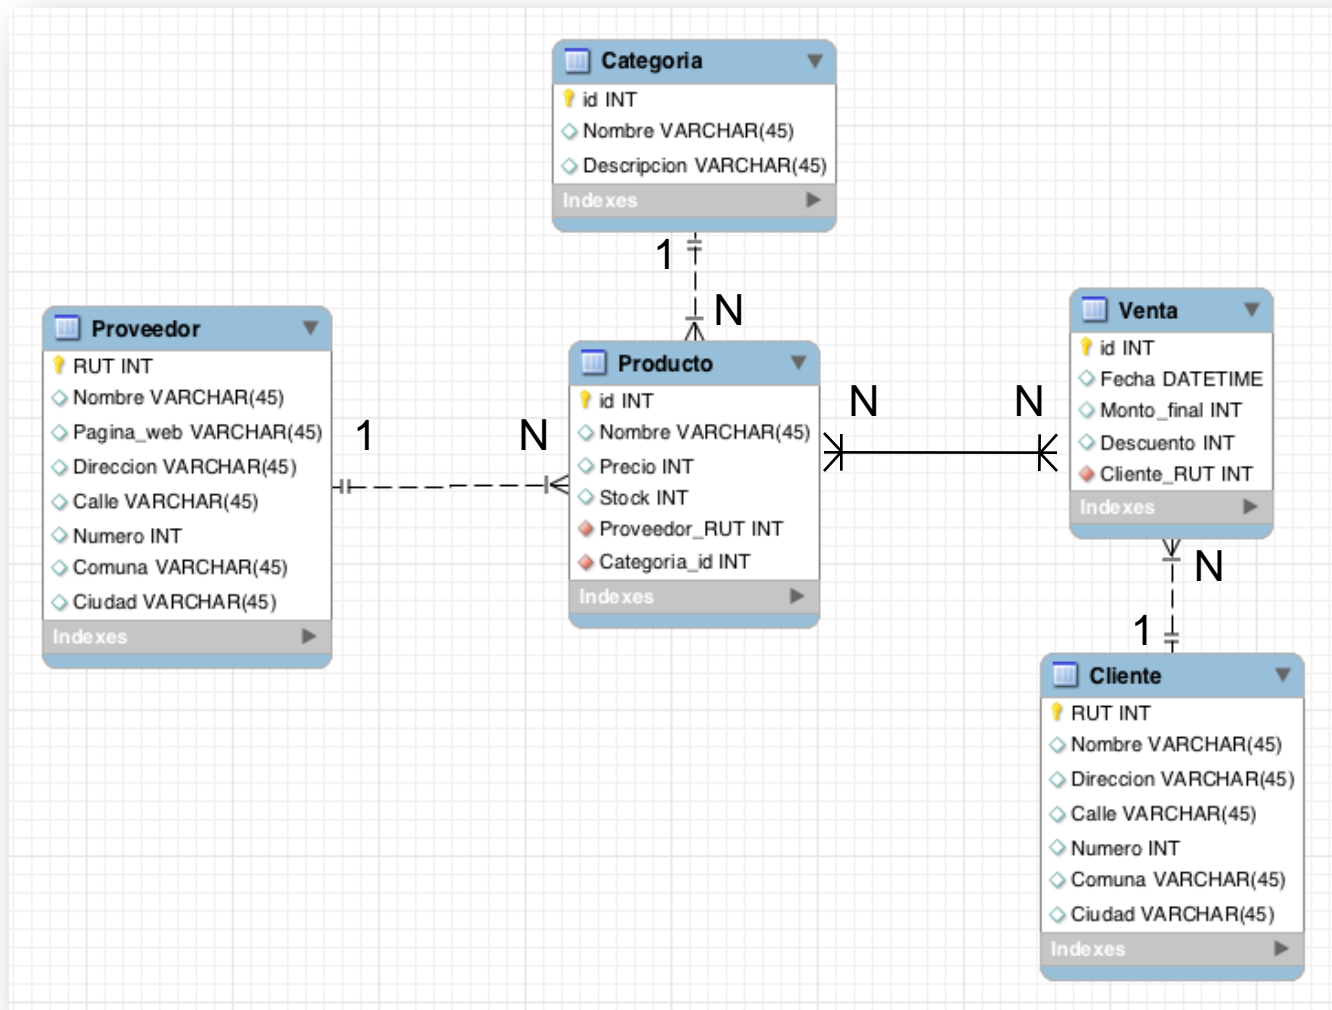 Categoria
id INT
Nombre VARCHAR(45)
Descripcion VARCHAR(45)
Indexes
1
N
Proveedor
RUT INT
Nombre VARCHAR(45)
Pagina_web VARCHAR(45)
Direccion VARCHAR(45)
Calle VARCHAR(45)
Numero INT
Comuna VARCHAR(45)
Ciudad VARCHAR(45)
Indexes
1
N
Producto
id INT
Nombre VARCHAR(45)
Precio INT
Stock INT
Proveedor_RUT INT
Categoria_id INT
Indexes
N
N
Venta
id INT
Fecha DATETIME
Monto_final INT
Descuento INT
Cliente_RUT INT
Indexes
N
1
Cliente
RUT INT
Nombre VARCHAR(45)
Direccion VARCHAR(45)
Calle VARCHAR(45)
Numero INT
Comuna VARCHAR(45)
Ciudad VARCHAR(45)
Indexes